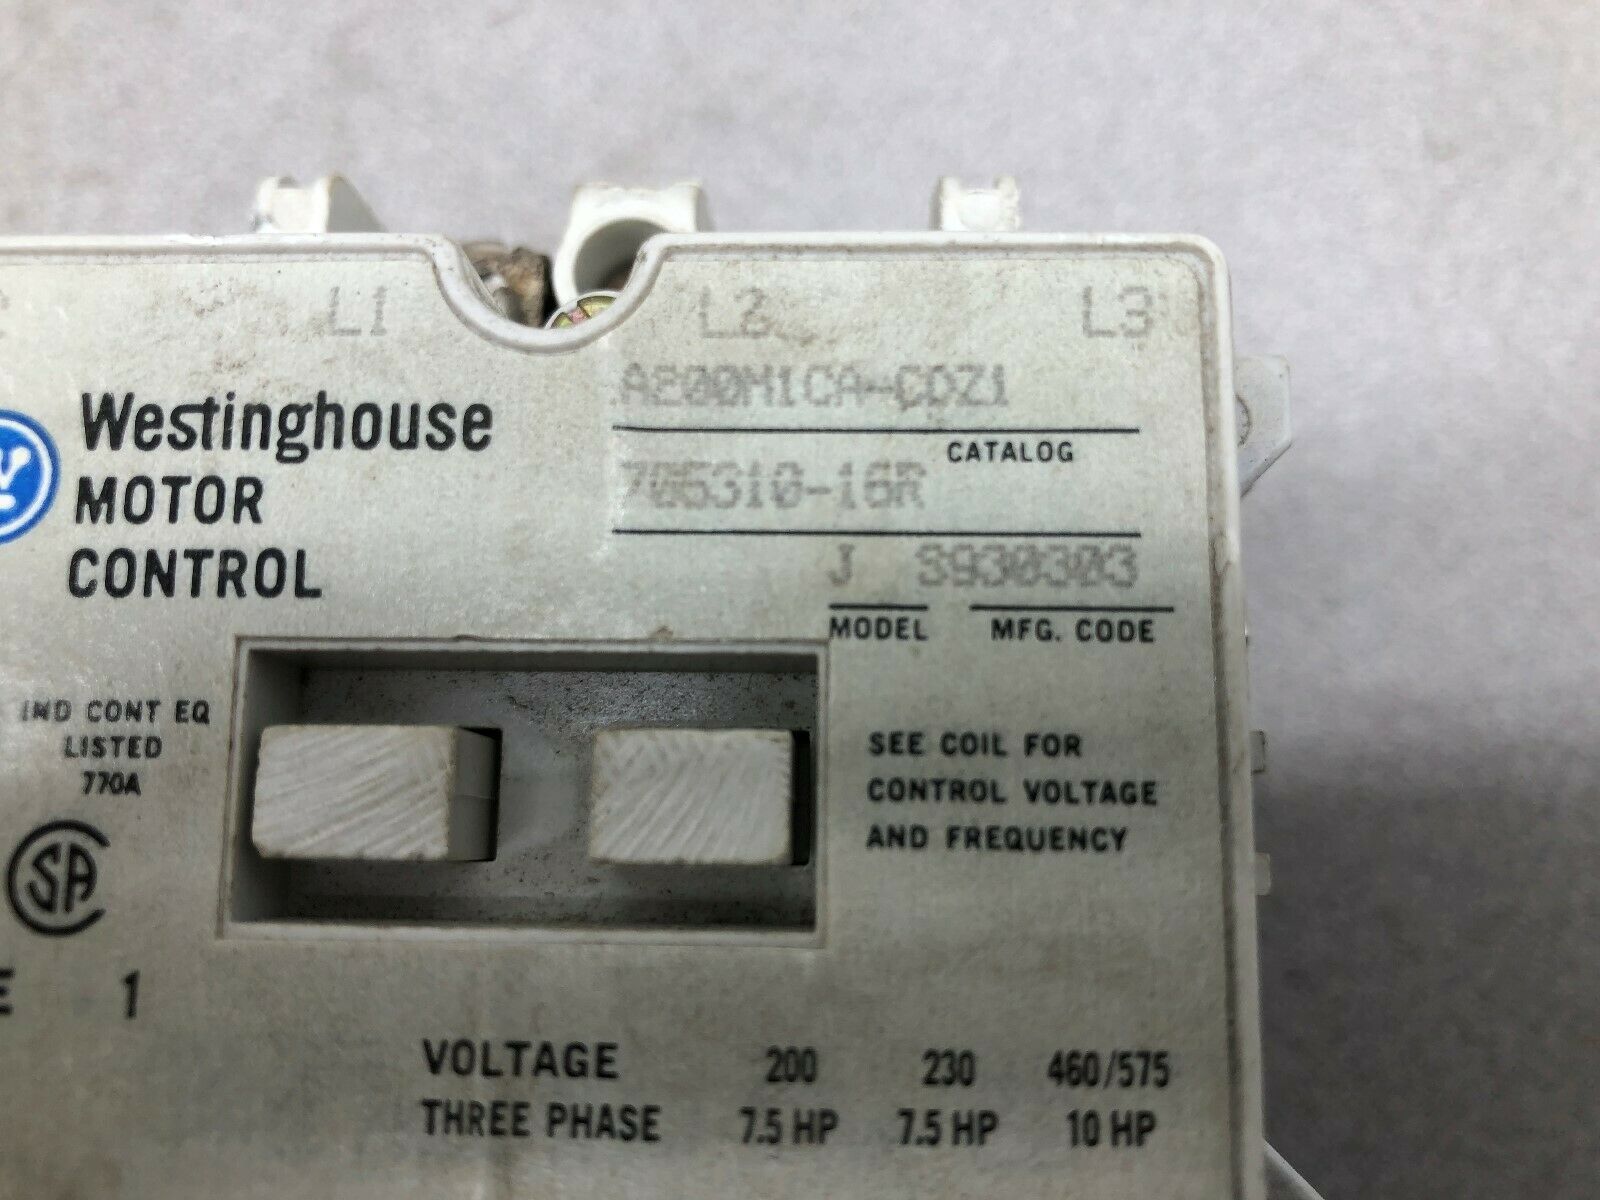 L1 L2 L3
A200M1CA-CDZ1
Westinghouse
CATALOG
MOTOR
705310-16R
CONTROL
J S930303
MODEL MFG. CODE
IND CONT EQ
LISTED
770A
SEE COIL FOR
CONTROL VOLTAGE
AND FREQUENCY
SA
1
VOLTAGE 200 230 460/575
THREE PHASE 7.5 HP 7.5 HP 10 HP